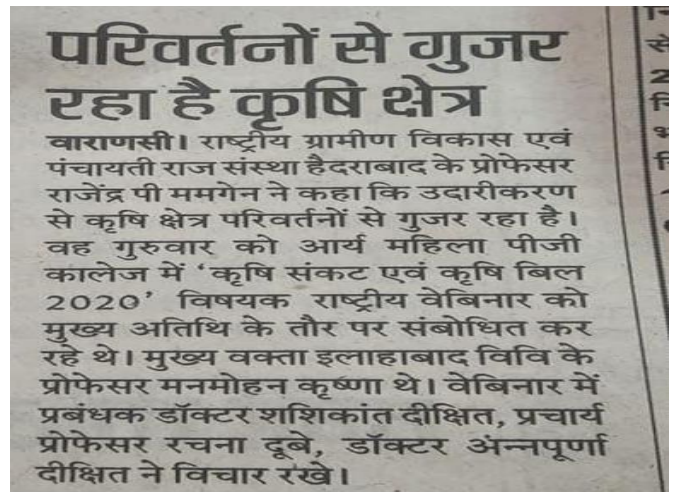 परिवर्तनों से गुजर
रहा है कृषि क्षेत्र
वाराणसी। राष्ट्रीय ग्रामीण विकास एवं
पंचायती राज संस्था हैदराबाद के प्रोफेसर
राजेंद्र पी ममगेन ने कहा कि उदारीकरण
से कृषि क्षेत्र परिवर्तनों से गुजर रहा है।
वह गुरुवार को आर्य महिला पीजी
कालेज में ‘कृषि संकट एवं कृषि बिल
2020’ विषयक राष्ट्रीय वेबिनार को
मुख्य अतिथि के तौर पर संबोधित कर
रहे थे। मुख्य वक्ता इलाहाबाद विवि के
प्रोफेसर मनमोहन कृष्णा थे। वेबिनार में
प्रबंधक डॉक्टर शशिकांत दीक्षित, प्रचार्य
प्रोफेसर रचना दूबे, डॉक्टर अंन्नपूर्णा
दीक्षित ने विचार रखे।